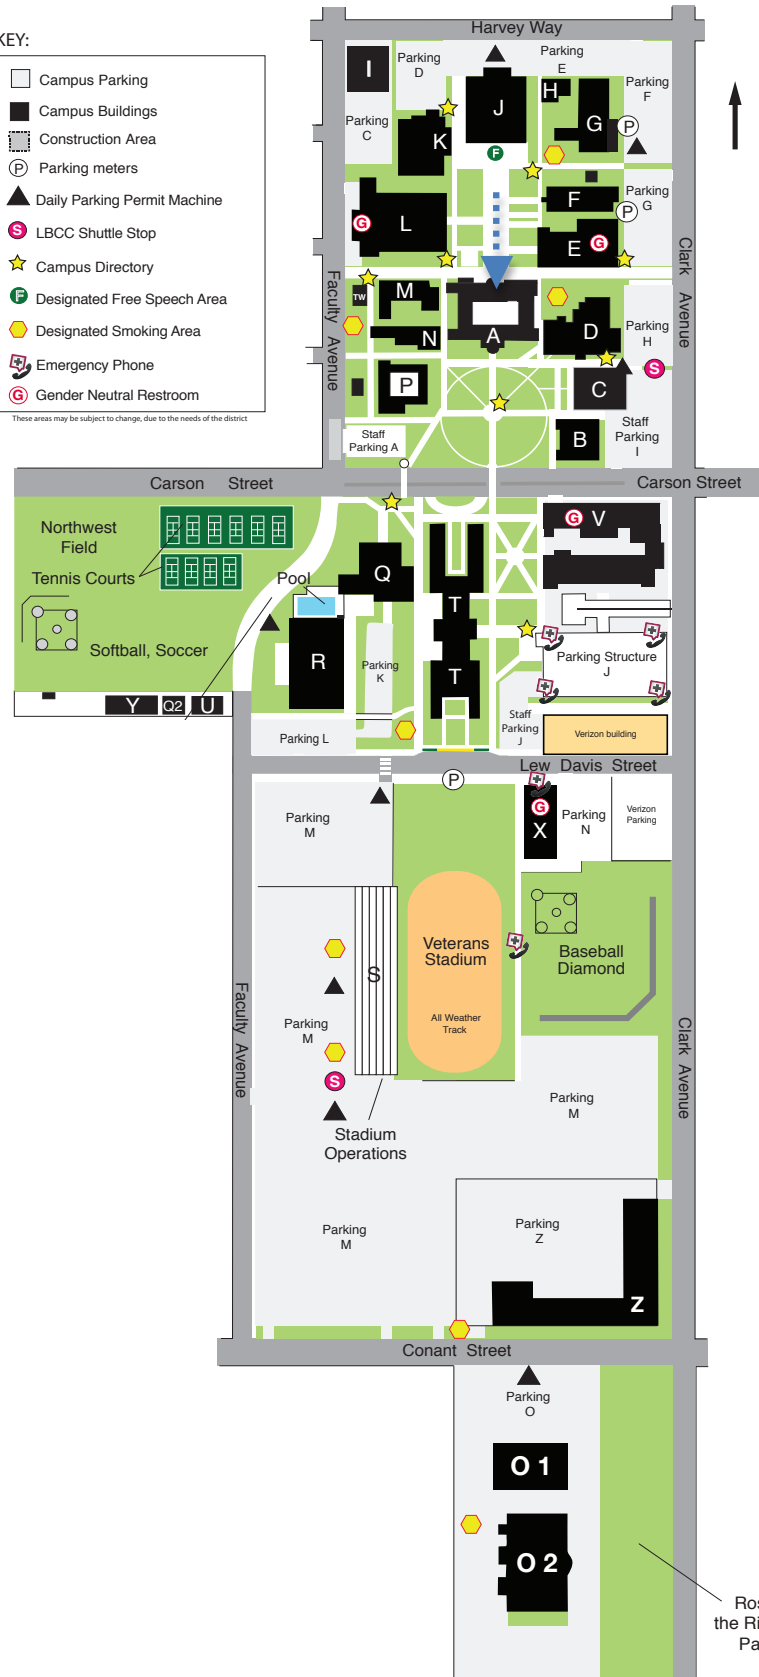 Harvey Way
KEY:
Campus Parking
Campus Buildings
Construction Area
P Parking meters
Daily Parking Permit Machine
S LBCC Shuttle Stop
Campus Directory
F Designated Free Speech Area
Designated Smoking Area
Emergency Phone
G Gender Neutral Restroom
These areas may be subject to change, due to the needs of the district
I
Parking
D
Parking
E
Parking
F
Parking
C
J
H
G
P
K
F
F
Parking
G
P
G
L
E
G
Clark Avenue
Faculty Avenue
TW
M
N
A
D
Parking
H
S
P
C
B
Staff
Parking
I
Staff
Parking A
Carson Street
Carson Street
Northwest
Field
Tennis Courts
Pool
Softball, Soccer
Q
T
T
G
V
R
Parking
K
Parking Structure
J
Y
Q2
U
Parking L
Staff
Parking
J
Verizon building
Lew Davis Street
P
Parking
M
G
X
Parking
N
Verizon
Parking
Veterans
Stadium
All Weather
Track
Baseball
Diamond
S
Faculty Avenue
Clark Avenue
Parking
M
S
Stadium
Operations
Parking
M
Parking
M
Parking
Z
Z
Conant Street
Parking
O
O 1
O 2
Ros
the Ri
Pa